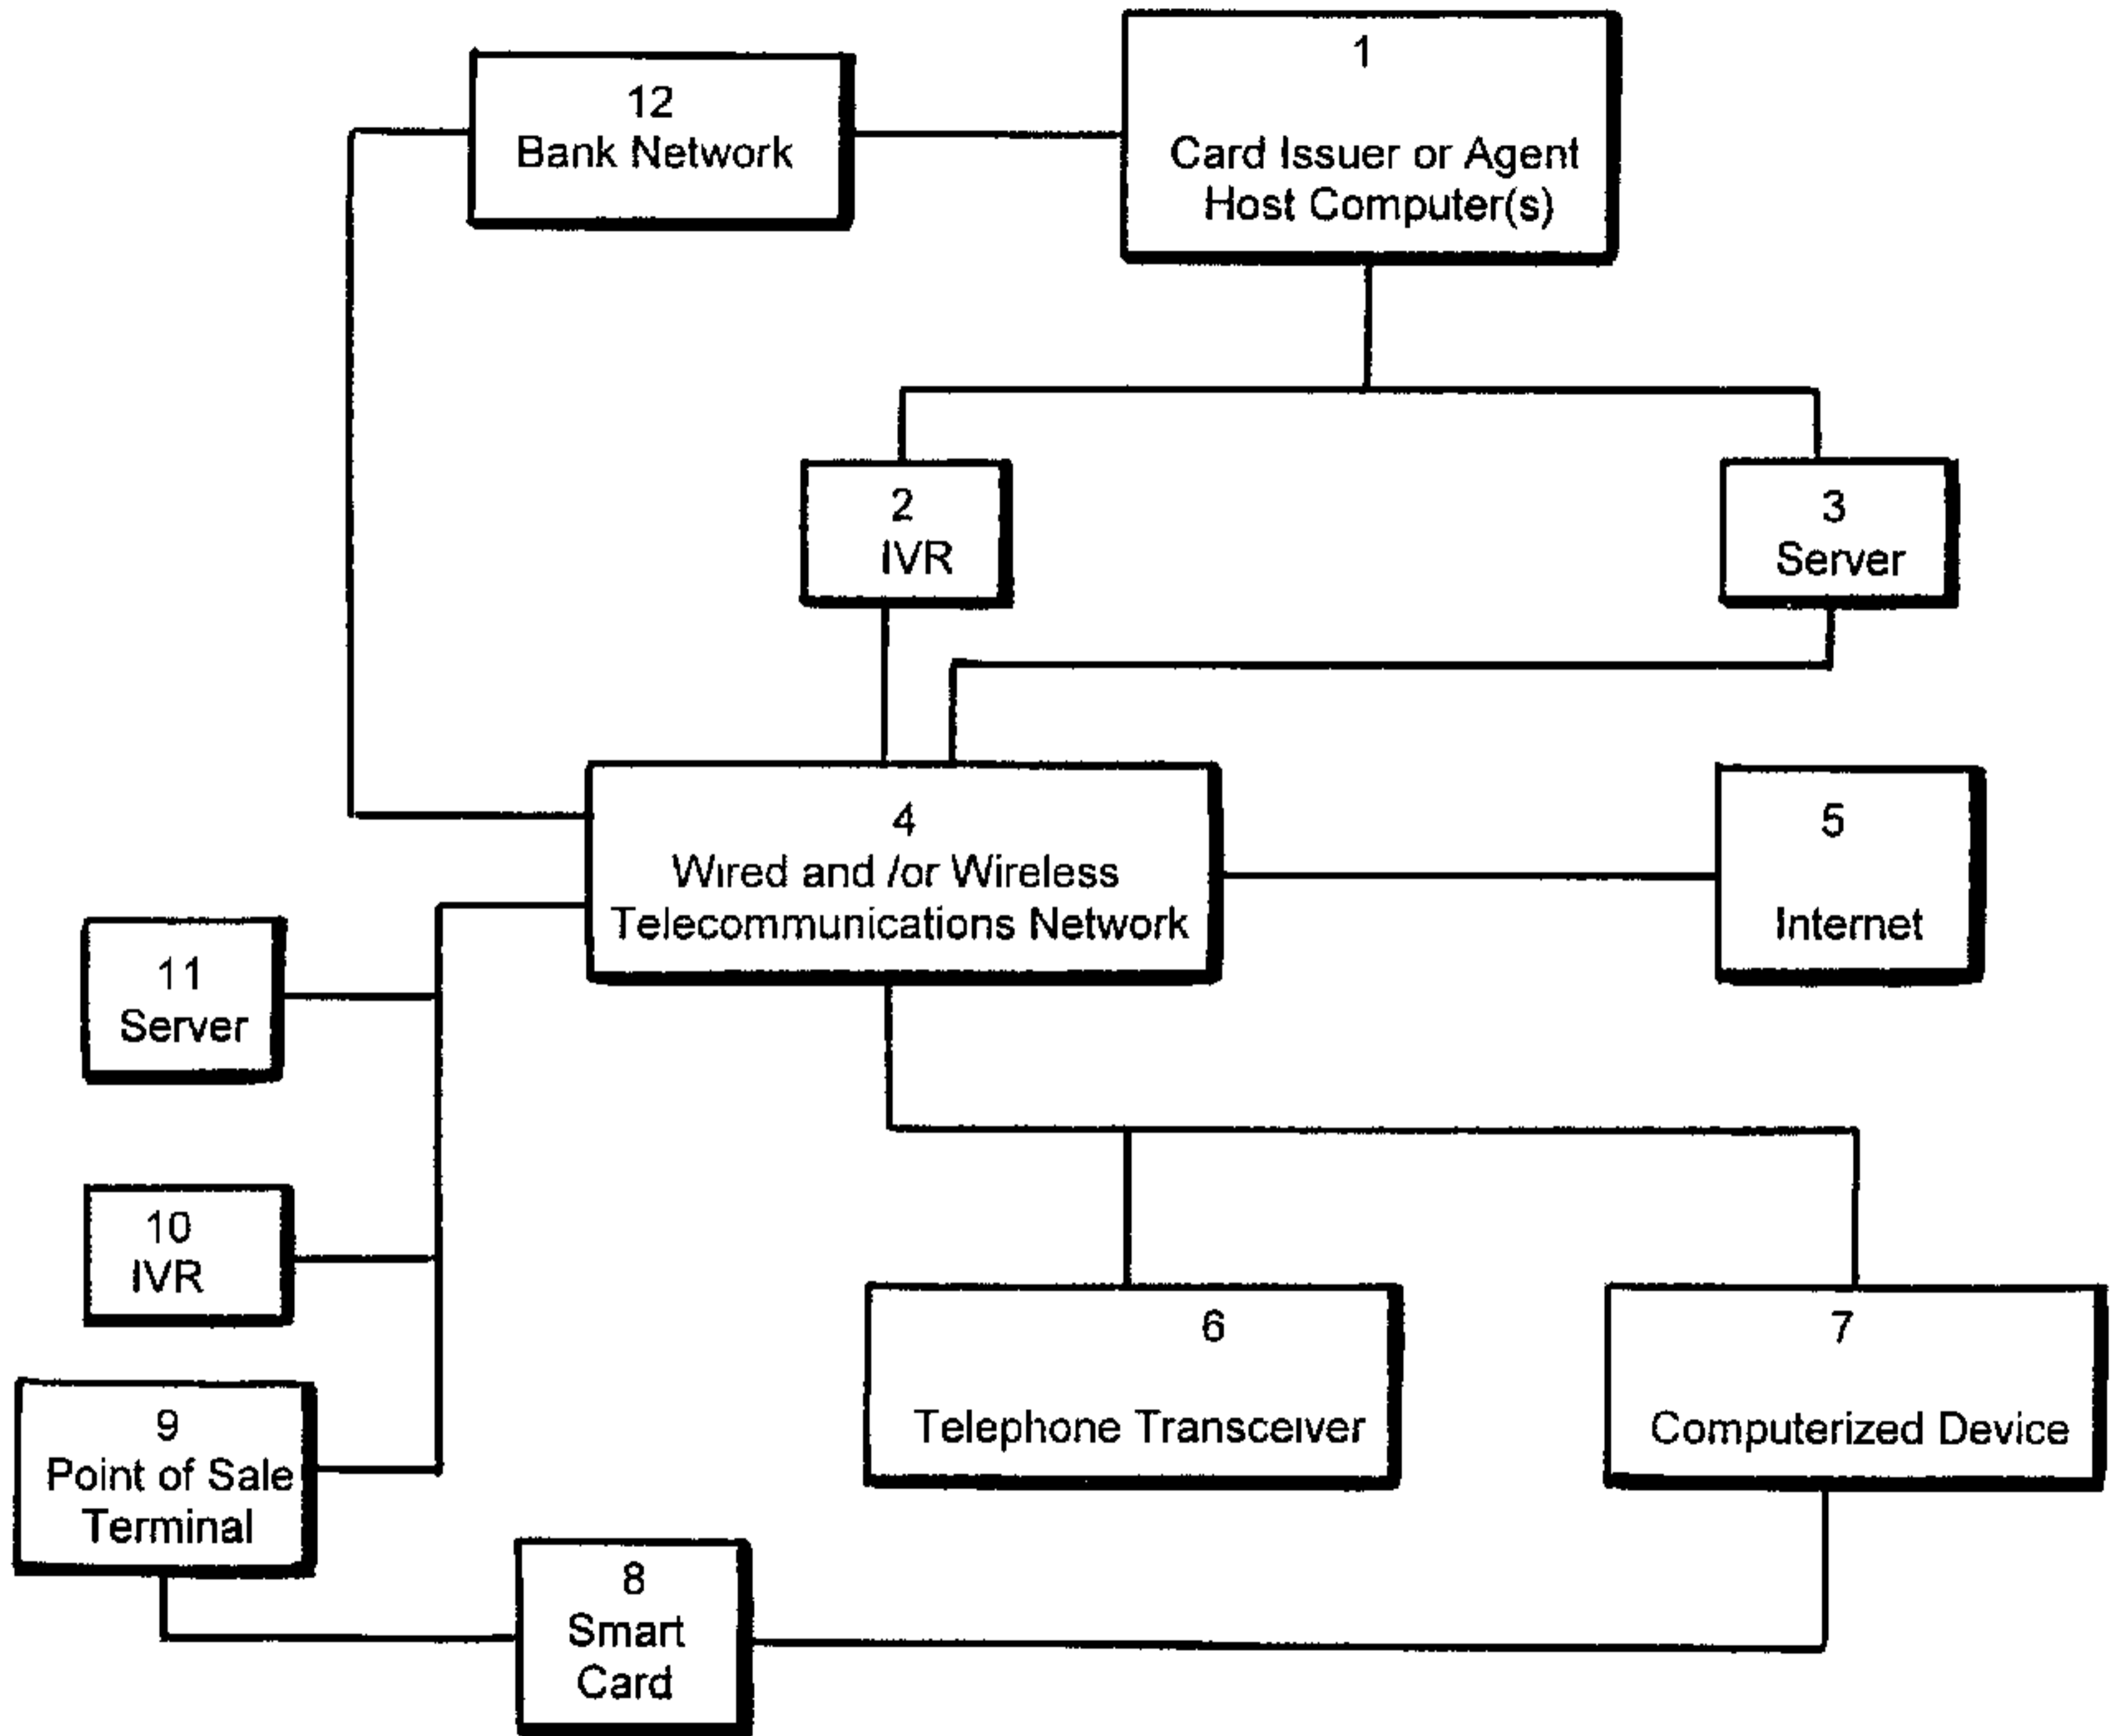 1
Card Issuer or Agent
Host Computer(s)
12
Bank Network
2
IVR
3
Server
4
Wired and /or Wireless
Telecommunications Network
5
Internet
11
Server
10
IVR
6
Telephone Transceiver
7
Computerized Device
9
Point of Sale
Terminal
8
Smart
Card